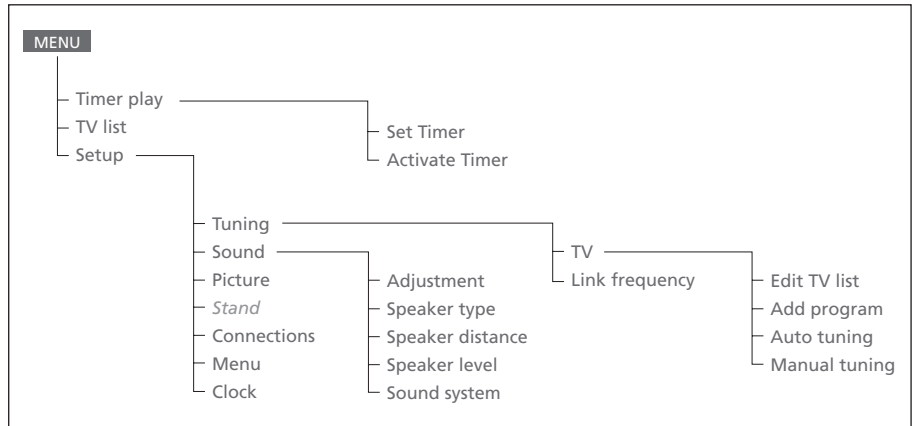 MENU
Timer play
TV list
Setup
Set Timer
Activate Timer
Tuning
Sound
Picture
Stand
Connections
Menu
Clock
Adjustment
Speaker type
Speaker distance
Speaker level
Sound system
TV
Link frequency
Edit TV list
Add program
Auto tuning
Manual tuning